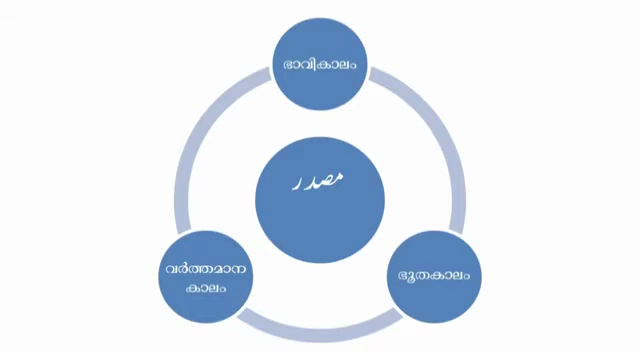 ഭാവികാലം
مصدر
വർത്തമാന
കാലം
ഭൂതകാലം